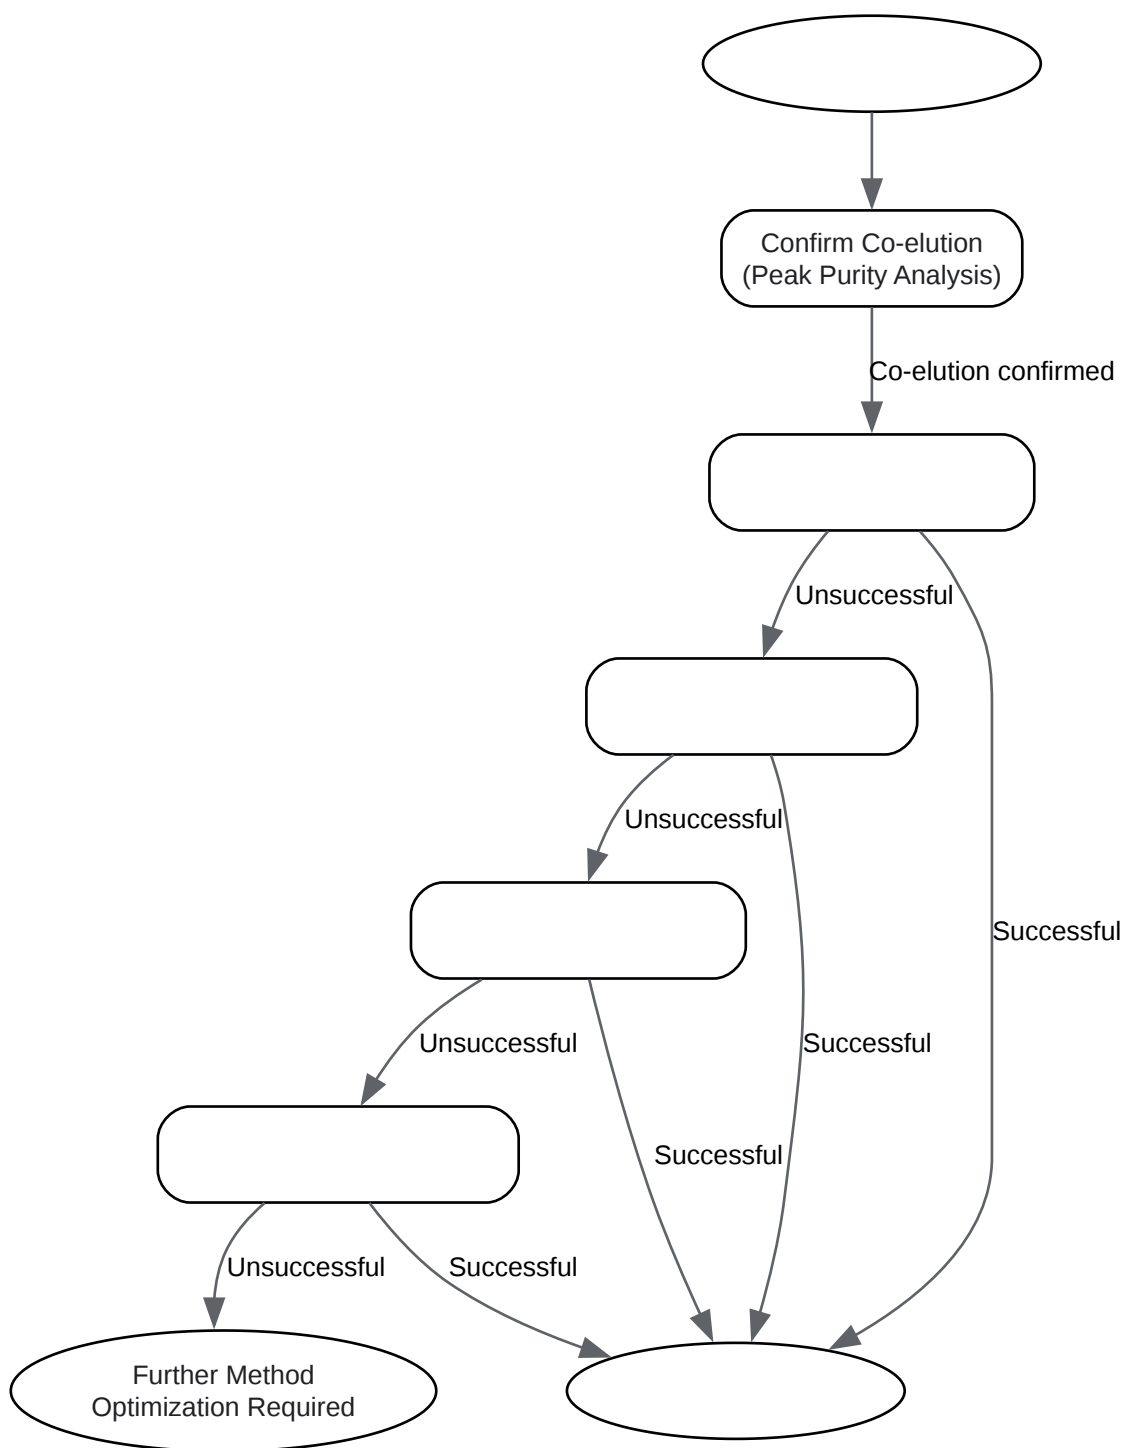 Confirm Co-elution
(Peak Purity Analysis)
Co-elution confirmed
Unsuccessful
Unsuccessful
Successful
Unsuccessful
Successful
Successful
Unsuccessful
Successful
Further Method
Optimization Required